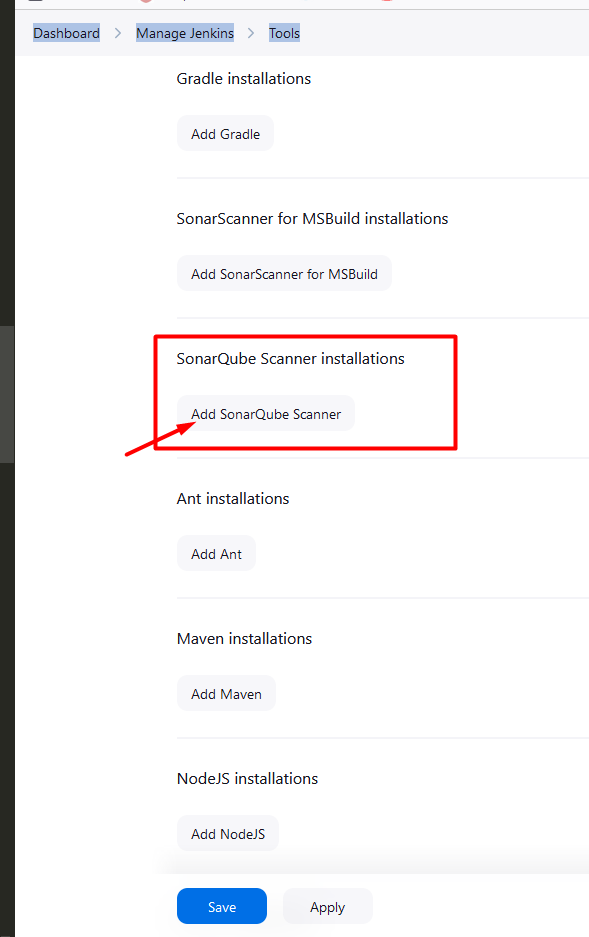 Dashboard > Manage Jenkins > Tools
Gradle installations
Add Gradle
SonarScanner for MSBuild installations
Add SonarScanner for MSBuild
SonarQube Scanner installations
Add SonarQube Scanner
Ant installations
Add Ant
Maven installations
Add Maven
NodeJS installations
Add NodeJS
Save Apply